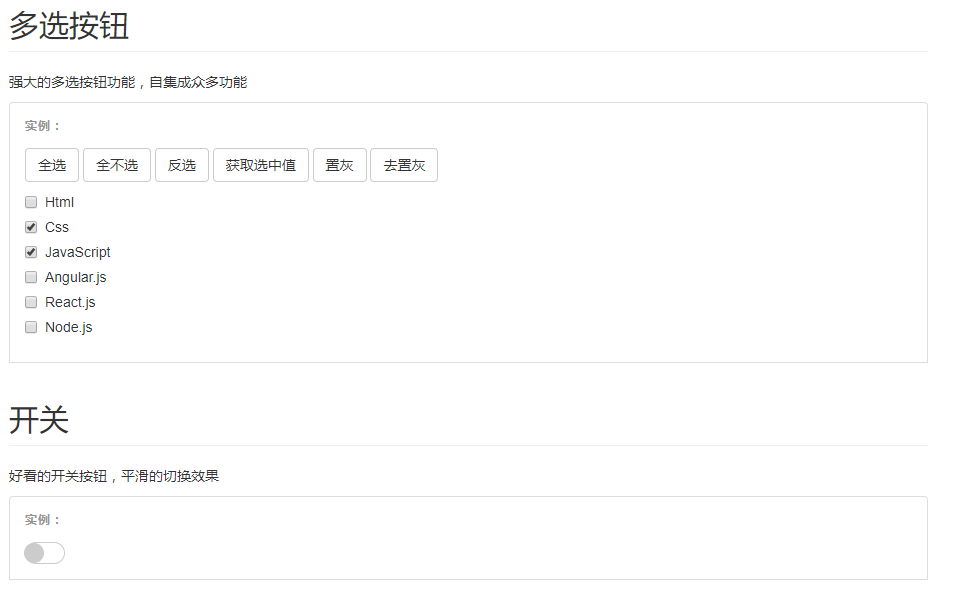 多选按钮
强大的多选按钮功能，自集成众多功能
实例：
全选 全不选 反选 获取选中值 置灰 去置灰
Html
Css
JavaScript
Angular.js
React.js
Node.js
开关
好看的开关按钮，平滑的切换效果
实例：